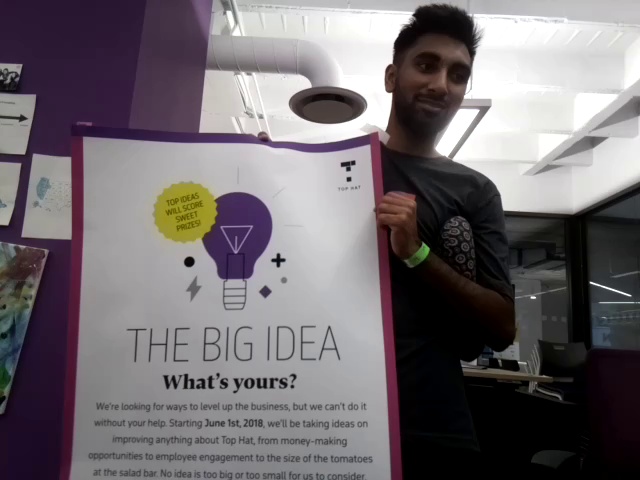 TOP HAT
TOP IDEAS
WILL SCORE
SWEET
PRIZES!
THE BIG IDEA
What's yours?
We're looking for ways to level up the business, but we can't do it
without your help. Starting June 1st, 2018, we'll be taking ideas on
improving anything about Top Hat, from money-making
opportunities to employee engagement to the size of the tomatoes
at the salad bar. No idea is too big or too small for us to consider.